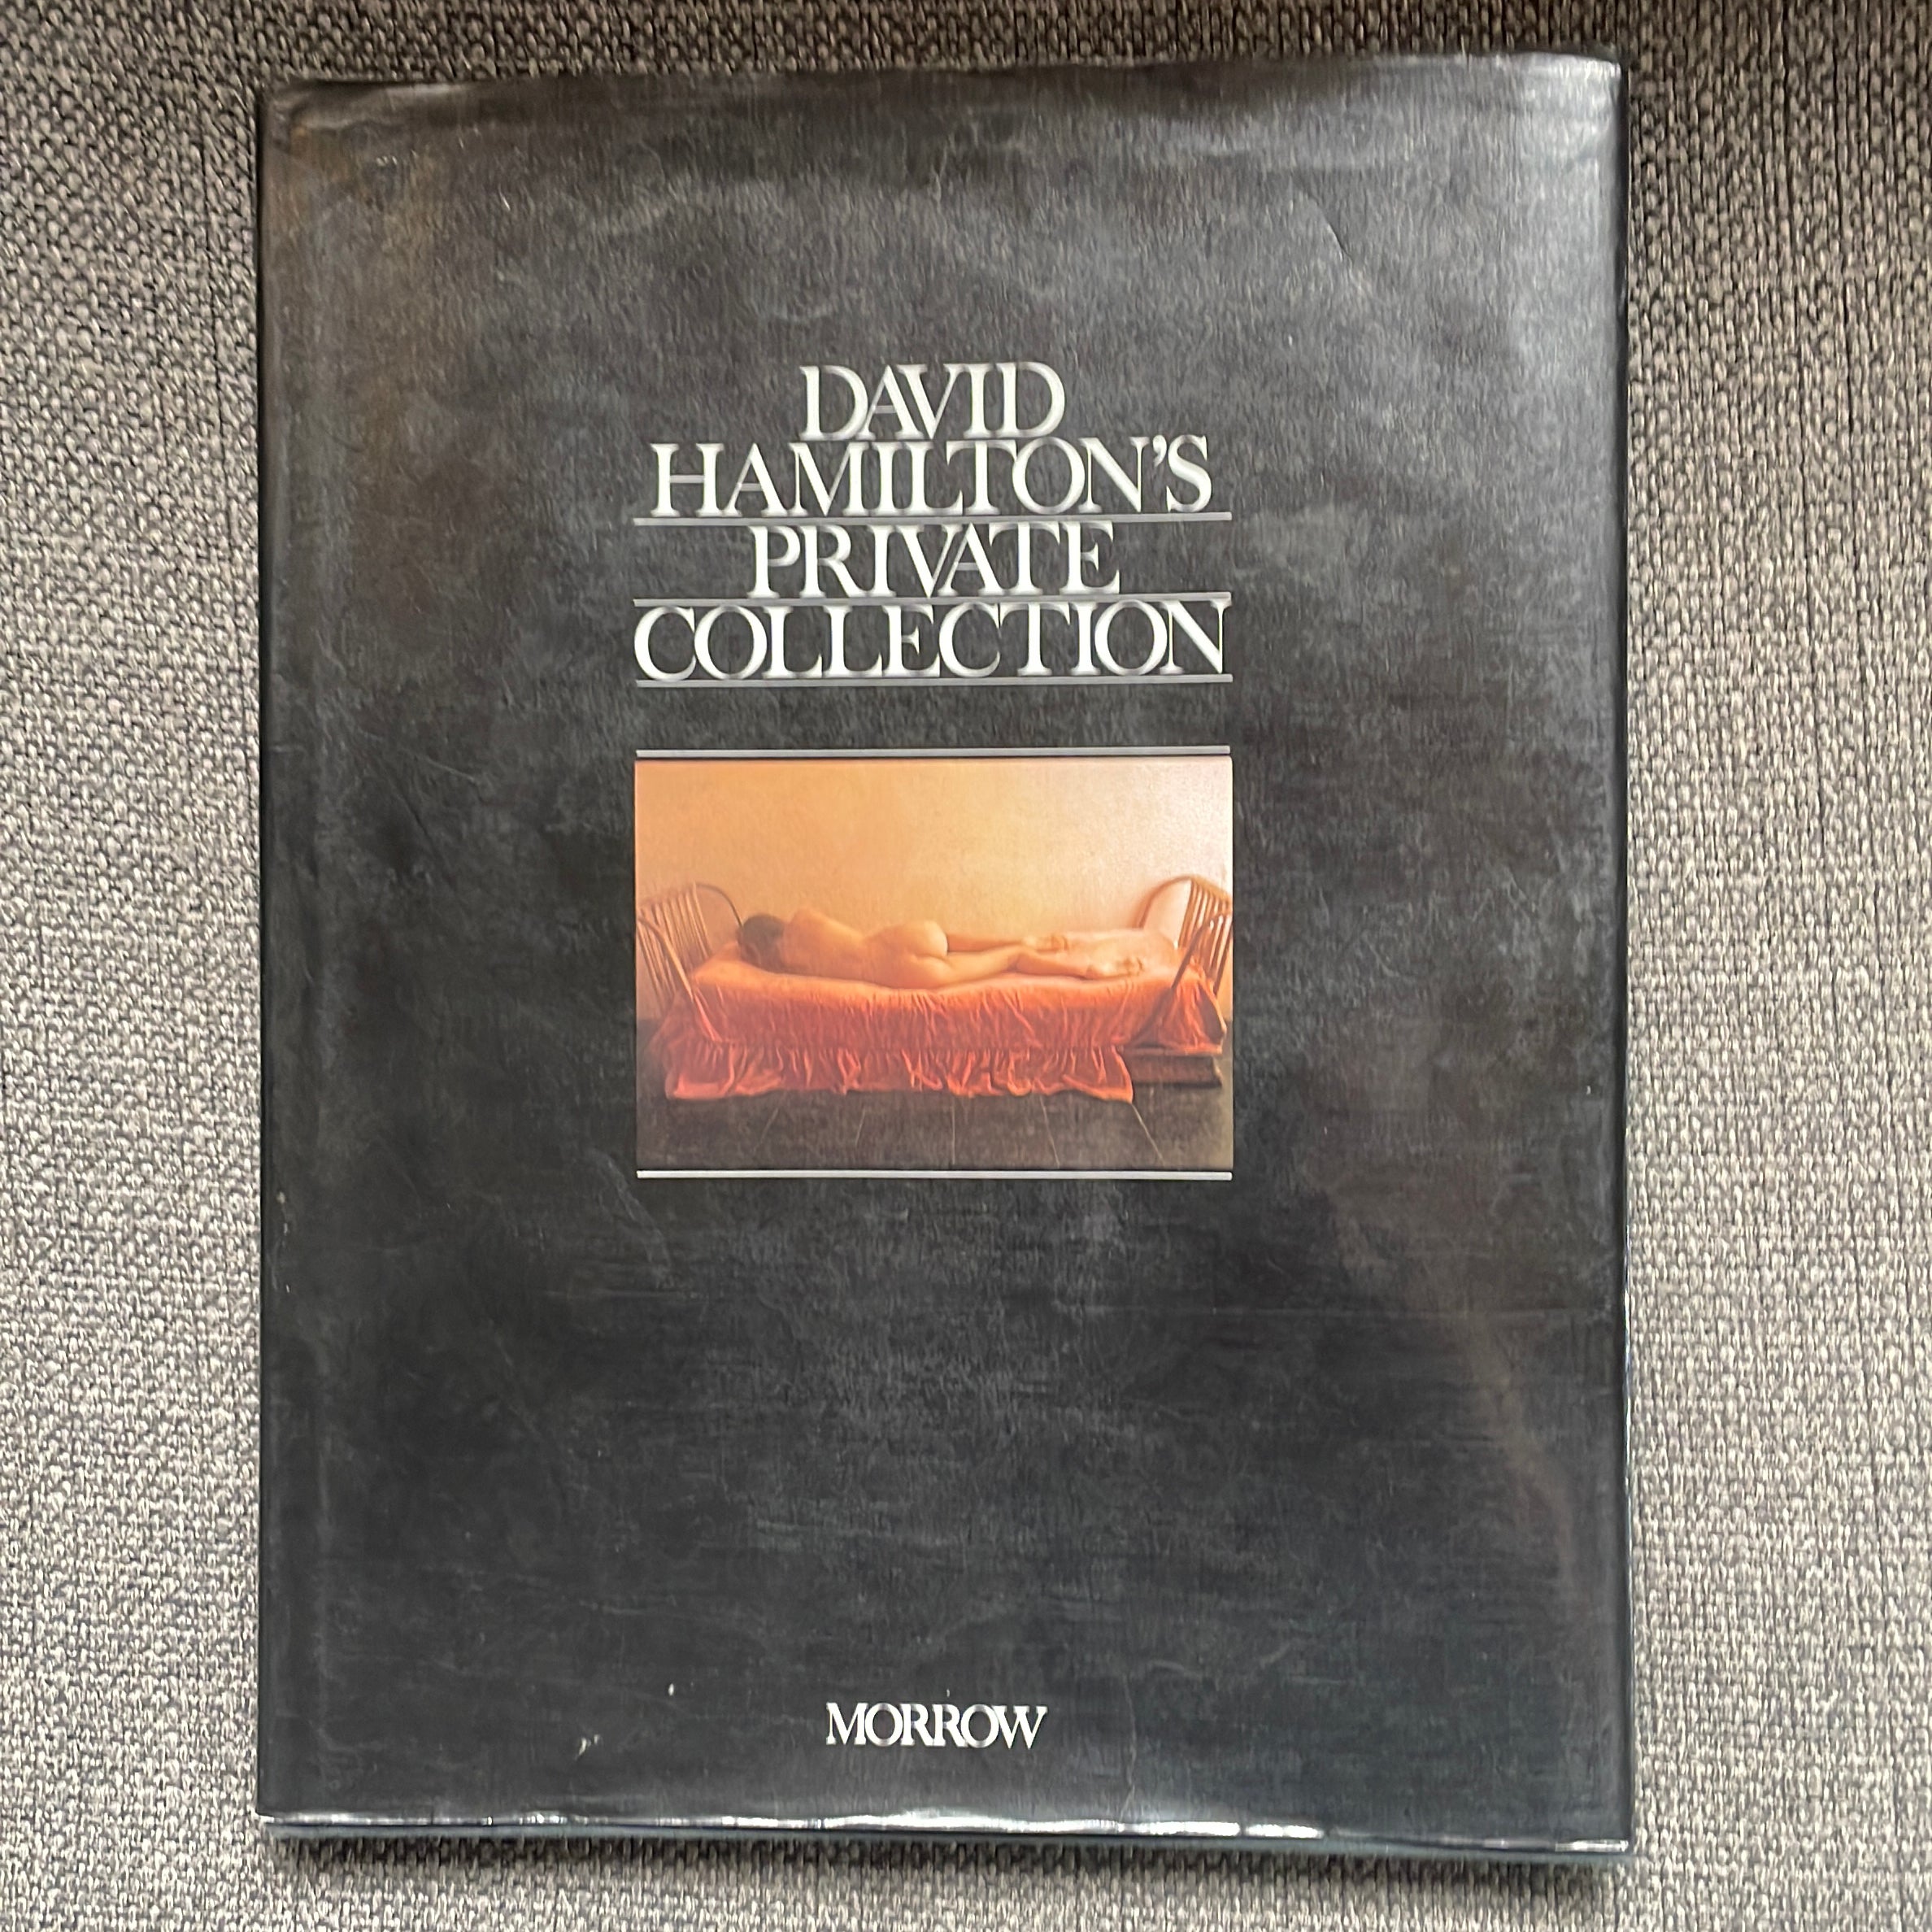 DAVID
HAMILTON'S
PRIVATE
COLLECTION
MORROW